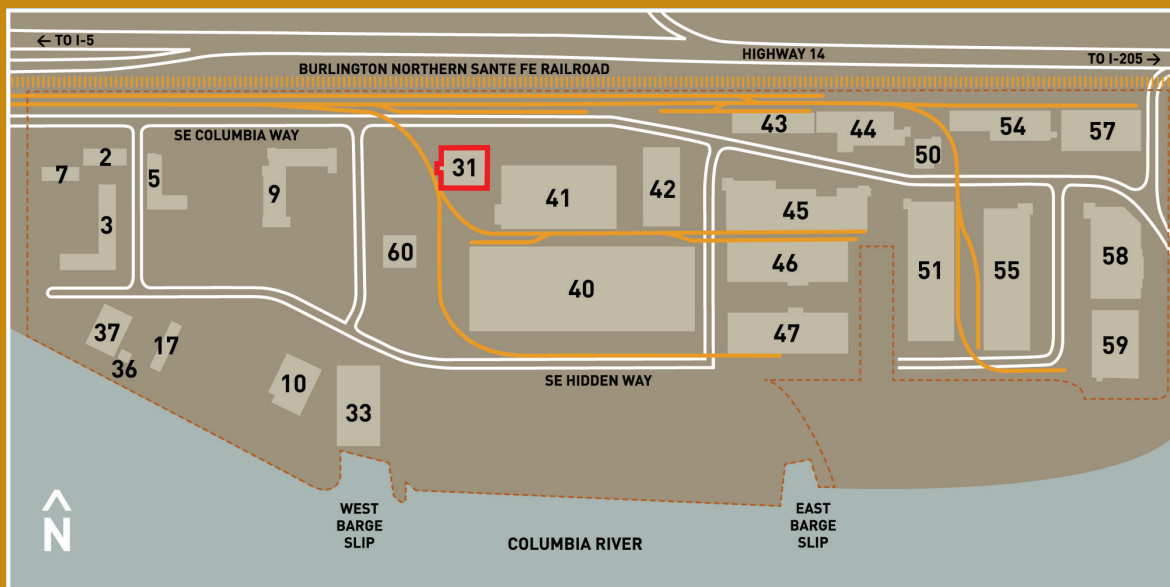 ← TO I-5
HIGHWAY 14
TO I-205 →
BURLINGTON NORTHERN SANTE FE RAILROAD
SE COLUMBIA WAY
43
44
54
57
50
2
7
5
3
9
31
41
42
45
60
40
46
51
55
58
47
59
37
36
17
10
33
SE HIDDEN WAY
WEST
BARGE
SLIP
EAST
BARGE
SLIP
COLUMBIA RIVER
N